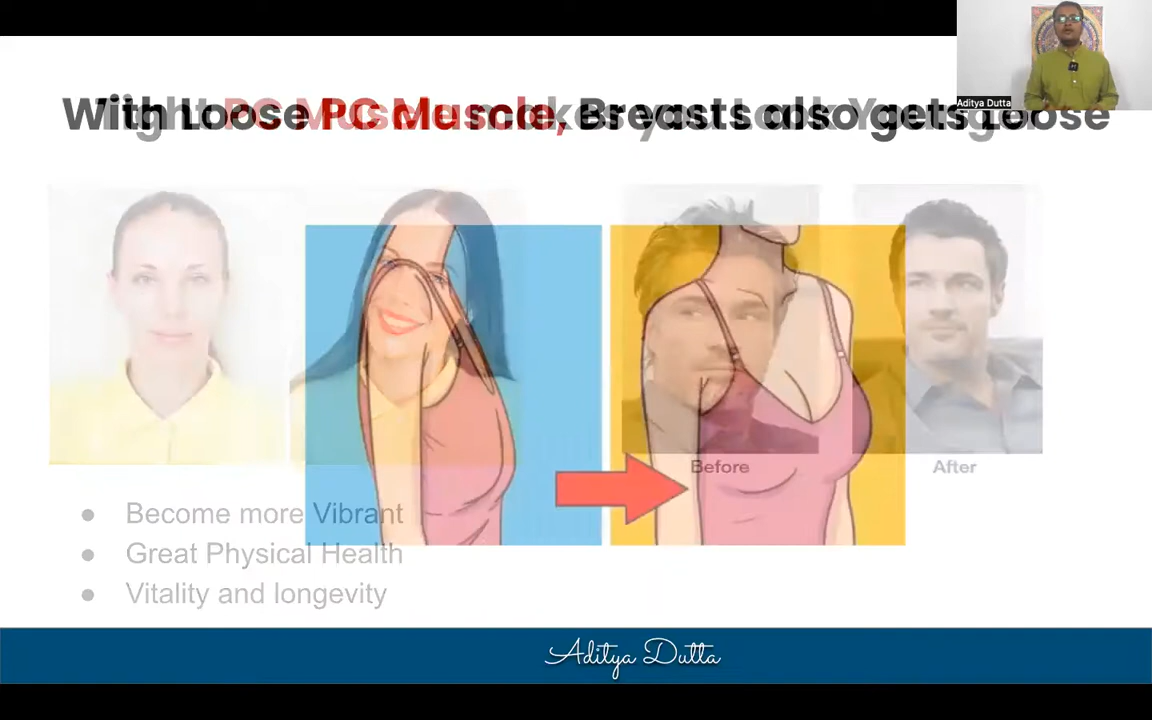 Aditya Dutta
With Loose PC Muscle, Breasts also gets Loose
Before
After
● Become more Vibrant
● Great Physical Health
● Vitality and longevity
Aditya Dutta